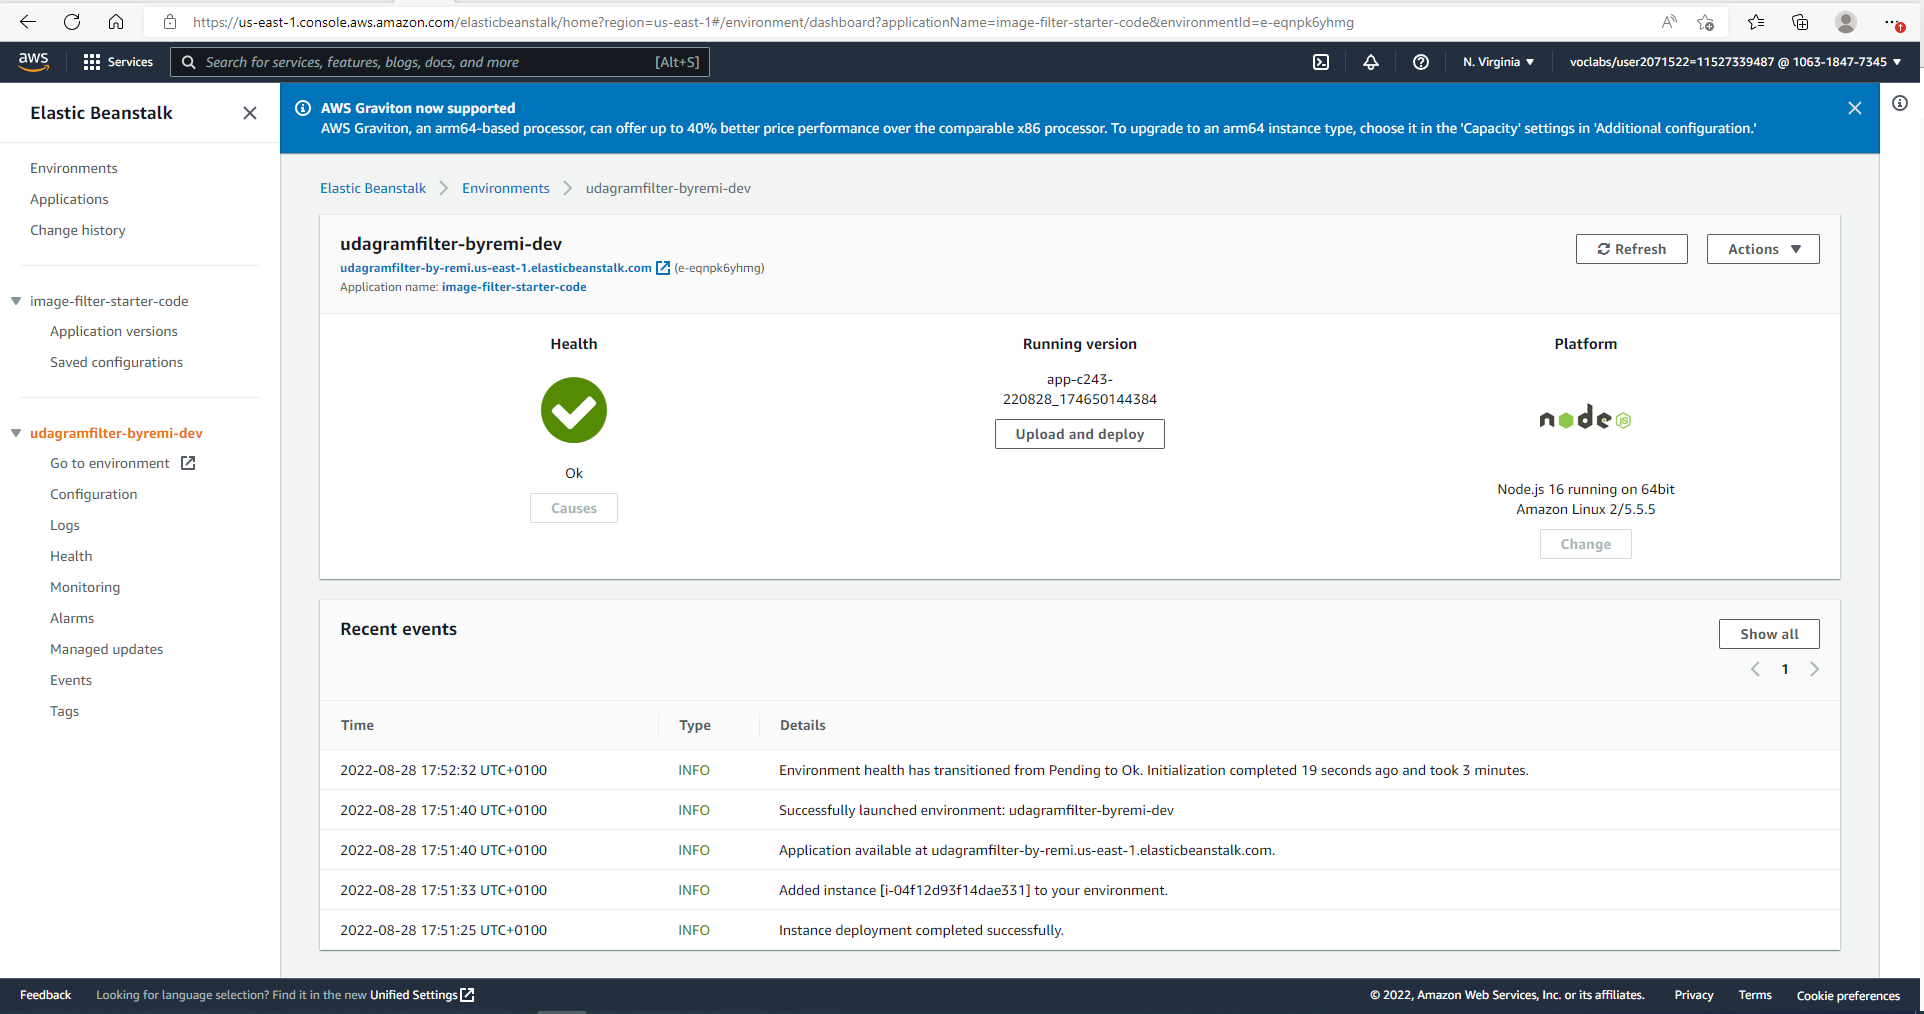 https://us-east-1.console.aws.amazon.com/elasticbeanstalk/home?region=us-east-1#/environment/dashboard?applicationName=image-filter-starter-code&environmentId=e-eqnpk6yhmg
aws
Services
Search for services, features, blogs, docs, and more
[Alt+S]
N. Virginia
voclabs/user2071522=11527339487 @ 1063-1847-7345
Elastic Beanstalk
Environments
Applications
Change history
image-filter-starter-code
Application versions
Saved configurations
udagramfilter-byremi-dev
Go to environment
Configuration
Logs
Health
Monitoring
Alarms
Managed updates
Events
Tags
AWS Graviton now supported
AWS Graviton, an arm64-based processor, can offer up to 40% better price performance over the comparable x86 processor. To upgrade to an arm64 instance type, choose it in the 'Capacity' settings in 'Additional configuration.'
Elastic Beanstalk > Environments > udagramfilter-byremi-dev
udagramfilter-byremi-dev
udagramfilter-by-remi.us-east-1.elasticbeanstalk.com (e-eqnpk6yhmg)
Application name: image-filter-starter-code
Refresh
Actions
Health
Ok
Causes
Running version
app-c243-
220828_174650144384
Upload and deploy
Platform
node JS
Node.js 16 running on 64bit
Amazon Linux 2/5.5.5
Change
Recent events
Show all
1
Time Type Details
2022-08-28 17:52:32 UTC+0100 INFO Environment health has transitioned from Pending to Ok. Initialization completed 19 seconds ago and took 3 minutes.
2022-08-28 17:51:40 UTC+0100 INFO Successfully launched environment: udagramfilter-byremi-dev
2022-08-28 17:51:40 UTC+0100 INFO Application available at udagramfilter-by-remi.us-east-1.elasticbeanstalk.com.
2022-08-28 17:51:33 UTC+0100 INFO Added instance [i-04f12d93f14dae331] to your environment.
2022-08-28 17:51:25 UTC+0100 INFO Instance deployment completed successfully.
Feedback
Looking for language selection? Find it in the new Unified Settings
© 2022, Amazon Web Services, Inc. or its affiliates.
Privacy
Terms
Cookie preferences